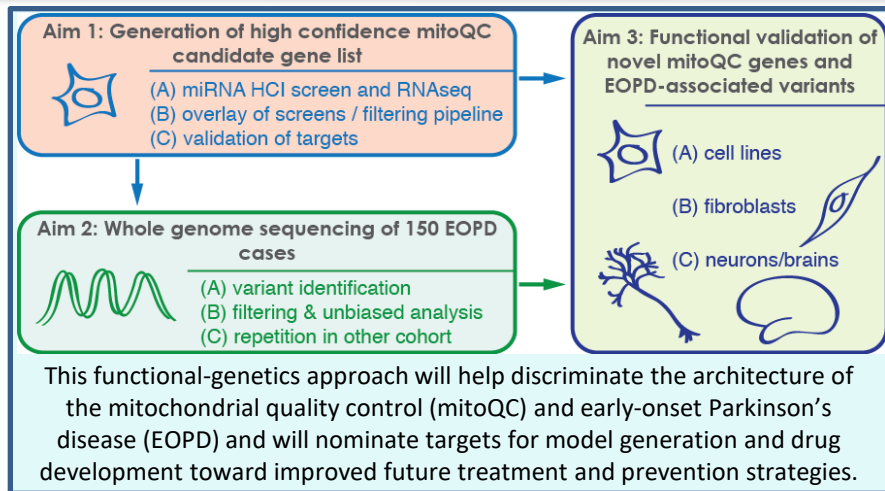 Aim 1: Generation of high confidence mitoQC
candidate gene list
(A) miRNA HCI screen and RNAseq
(B) overlay of screens / filtering pipeline
(C) validation of targets
Aim 2: Whole genome sequencing of 150 EOPD
cases
(A) variant identification
(B) filtering & unbiased analysis
(C) repetition in other cohort
Aim 3: Functional validation of
novel mitoQC genes and
EOPD-associated variants
(A) cell lines
(B) fibroblasts
(C) neurons/brains
This functional-genetics approach will help discriminate the architecture of
the mitochondrial quality control (mitoQC) and early-onset Parkinson's
disease (EOPD) and will nominate targets for model generation and drug
development toward improved future treatment and prevention strategies.